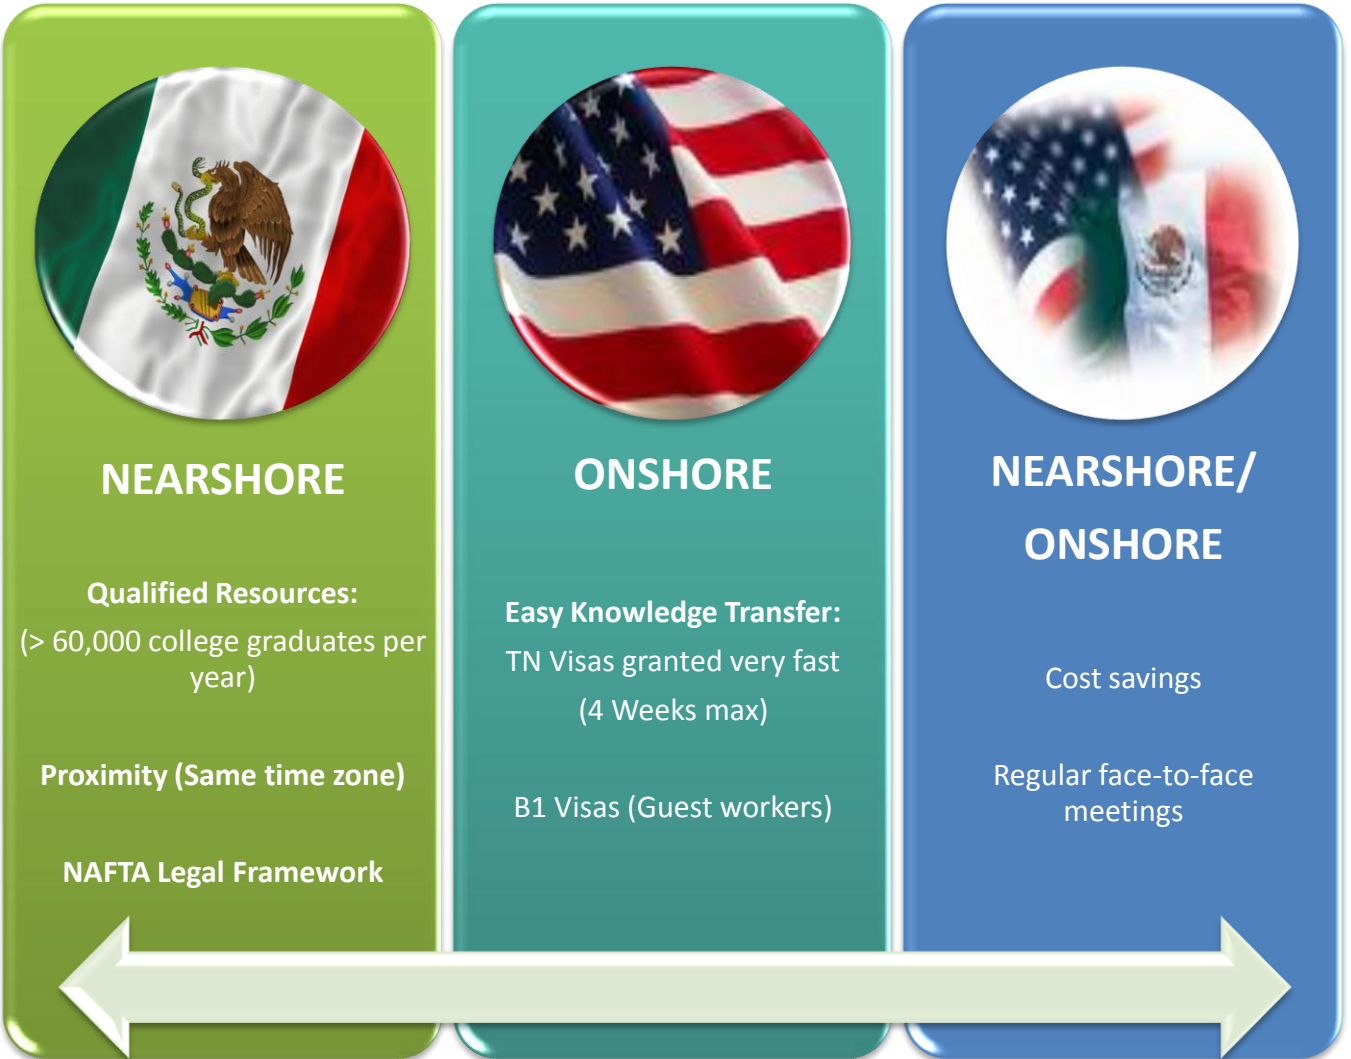 NEARSHORE
Qualified Resources:
(> 60,000 college graduates per
year)
Proximity (Same time zone)
NAFTA Legal Framework
ONSHORE
Easy Knowledge Transfer:
TN Visas granted very fast
(4 Weeks max)
B1 Visas (Guest workers)
NEARSHORE/
ONSHORE
Cost savings
Regular face-to-face
meetings